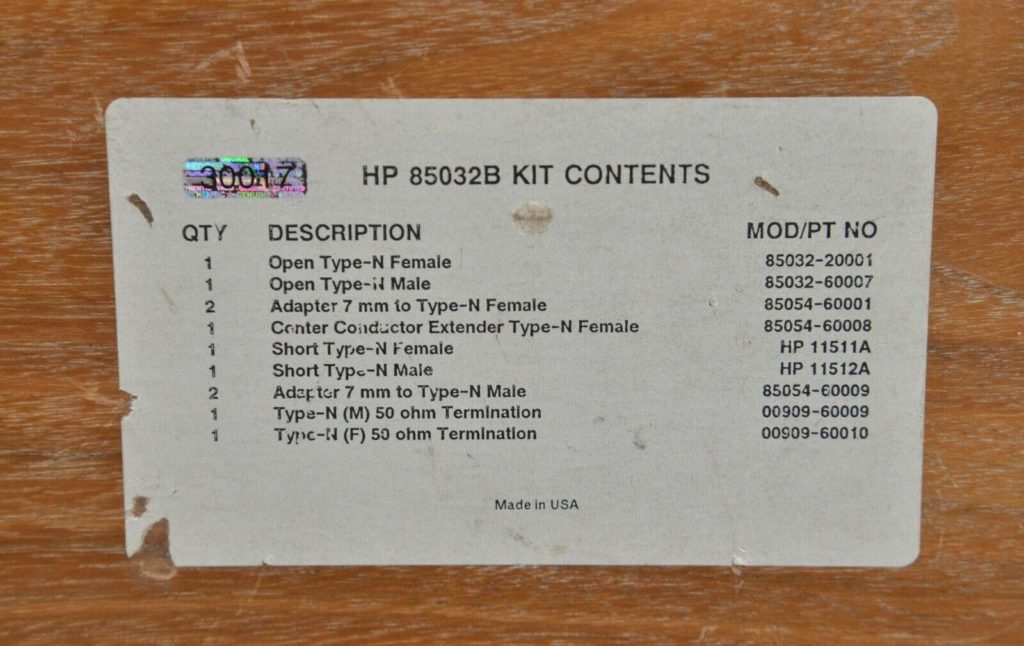 30017
HP 85032B KIT CONTENTS
QTY DESCRIPTION MOD/PT NO
1 Open Type-N Female 85032-20001
1 Open Type-N Male 85032-60007
2 Adapter 7 mm to Type-N Female 85054-60001
1 Center Conductor Extender Type-N Female 85054-60008
1 Short Type-N Female HP 11511A
1 Short Type-N Male HP 11512A
2 Adapter 7 mm to Type-N Male 85054-60009
1 Type-N (M) 50 ohm Termination 00909-60009
1 Type-N (F) 50 ohm Termination 00909-60010
Made in USA